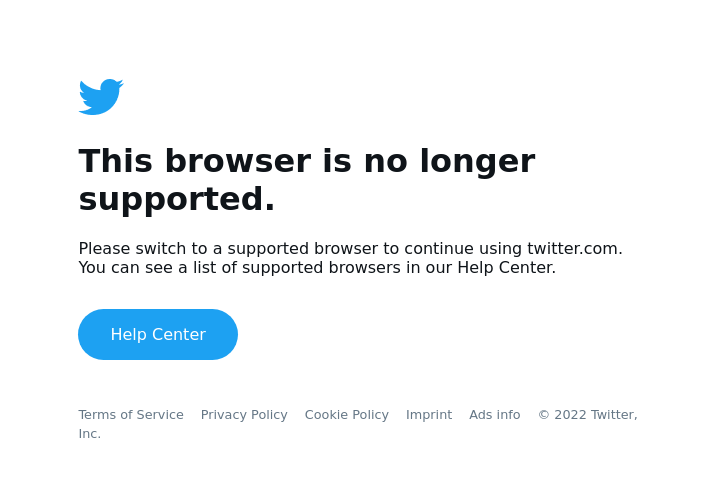 This browser is no longer
supported.
Please switch to a supported browser to continue using twitter.com.
You can see a list of supported browsers in our Help Center.
Help Center
Terms of Service Privacy Policy Cookie Policy Imprint Ads info © 2022 Twitter,
Inc.